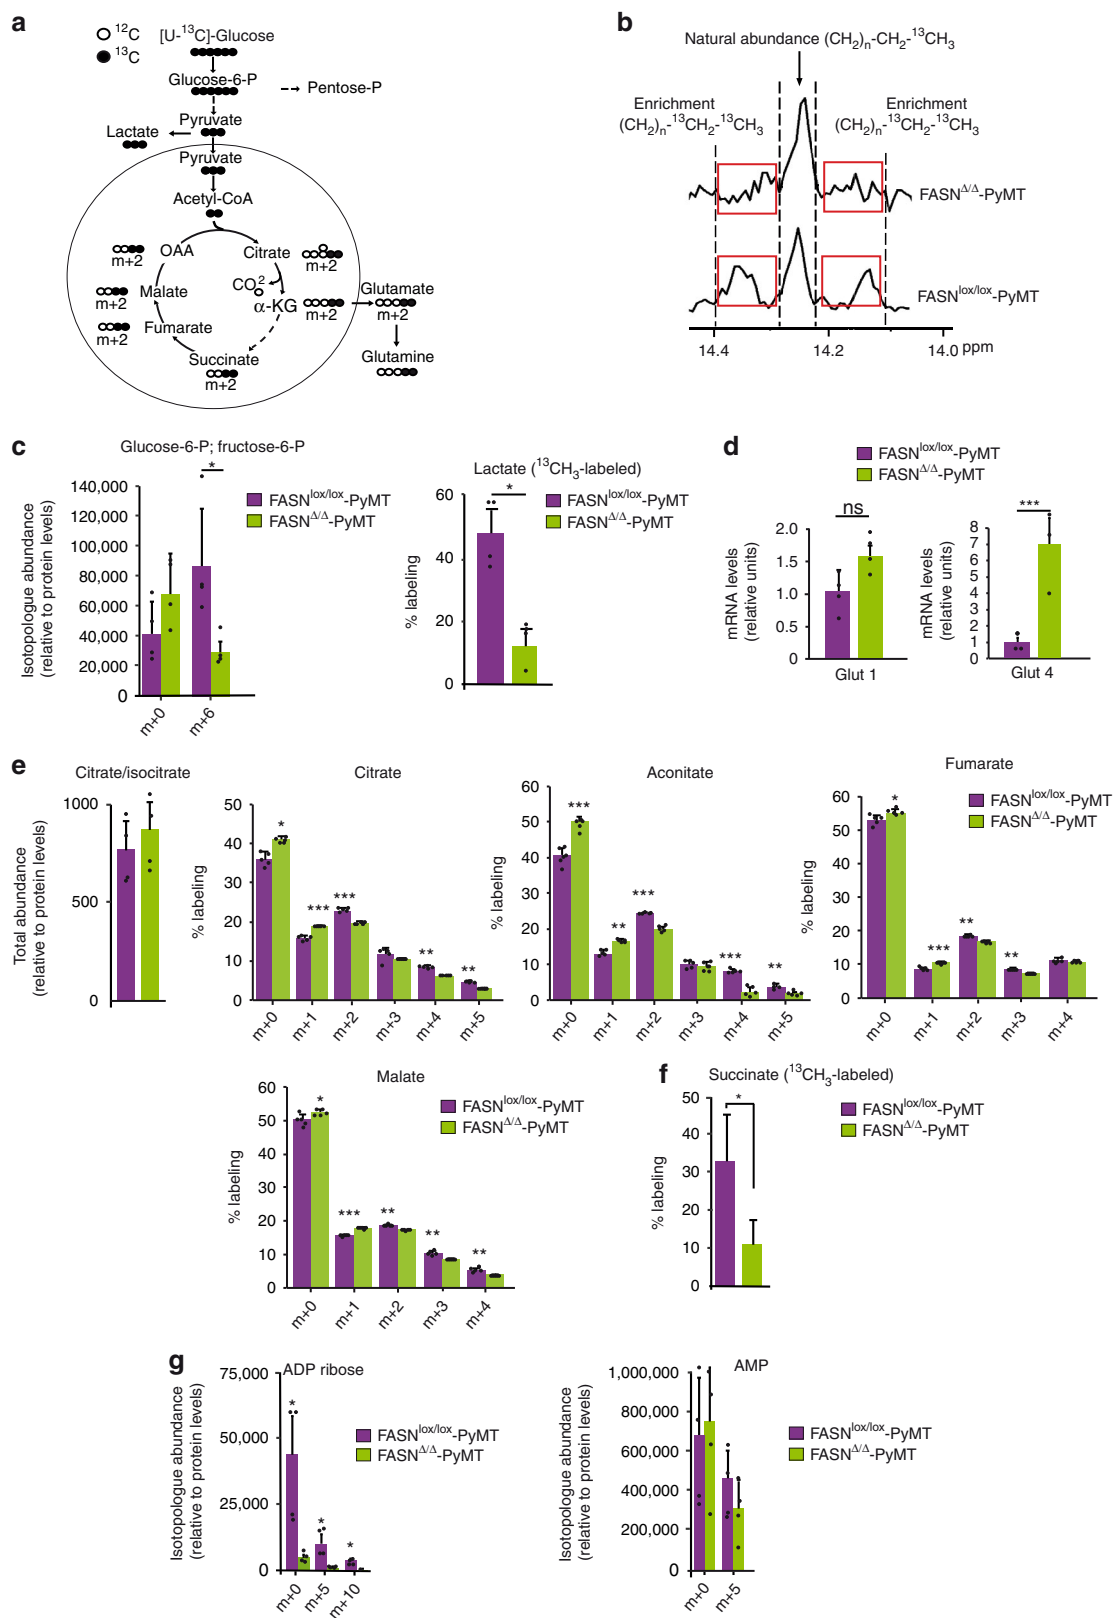 a
¹²C
¹³C
[U-¹³C]-Glucose
Glucose-6-P
Pentose-P
Pyruvate
Lactate
Pyruvate
Acetyl-CoA
OAA
m+2
Citrate
m+2
CO2
Malate
m+2
α-KG
m+2
Glutamate
m+2
Fumarate
m+2
Succinate
m+2
Glutamine
b
Natural abundance (CH₂)ₙ-CH₂-¹³CH₃
Enrichment
(CH₂)ₙ-¹³CH₂-¹³CH₃
Enrichment
(CH₂)ₙ-¹³CH₂-¹³CH₃
FASN^Δ/Δ-PyMT
FASN^lox/lox-PyMT
14.4
14.2
14.0 ppm
c
Glucose-6-P; fructose-6-P
*
FASN^lox/lox-PyMT
FASN^Δ/Δ-PyMT
Isotopologue abundance
(relative to protein levels)
140,000
120,000
100,000
80,000
60,000
40,000
20,000
0
m+0
m+6
Lactate (¹³CH₃-labeled)
*
FASN^lox/lox-PyMT
FASN^Δ/Δ-PyMT
% labeling
60
40
20
0
d
FASN^lox/lox-PyMT
FASN^Δ/Δ-PyMT
ns
mRNA levels
(relative units)
2.0
1.5
1.0
0.5
0
Glut 1
***
mRNA levels
(relative units)
8
7
6
5
4
3
2
1
0
Glut 4
e
Citrate/isocitrate
Total abundance
(relative to protein levels)
1000
500
0
Citrate
% labeling
50
40
30
20
10
0
*
***
***
**
**
m+0
m+1
m+2
m+3
m+4
m+5
Aconitate
% labeling
60
50
40
30
20
10
0
***
**
***
***
**
m+0
m+1
m+2
m+3
m+4
m+5
Fumarate
FASN^lox/lox-PyMT
FASN^Δ/Δ-PyMT
% labeling
60
50
40
30
20
10
0
*
***
**
**
m+0
m+1
m+2
m+3
m+4
Malate
FASN^lox/lox-PyMT
FASN^Δ/Δ-PyMT
% labeling
60
50
40
30
20
10
0
*
***
**
**
**
m+0
m+1
m+2
m+3
m+4
f
Succinate (¹³CH₃-labeled)
*
FASN^lox/lox-PyMT
FASN^Δ/Δ-PyMT
% labeling
50
40
30
20
10
0
g
ADP ribose
Isotopologue abundance
(relative to protein levels)
75,000
50,000
25,000
0
*
*
*
FASN^lox/lox-PyMT
FASN^Δ/Δ-PyMT
m+0
m+5
m+10
AMP
Isotopologue abundance
(relative to protein levels)
1,000,000
800,000
600,000
400,000
200,000
0
FASN^lox/lox-PyMT
FASN^Δ/Δ-PyMT
m+0
m+5